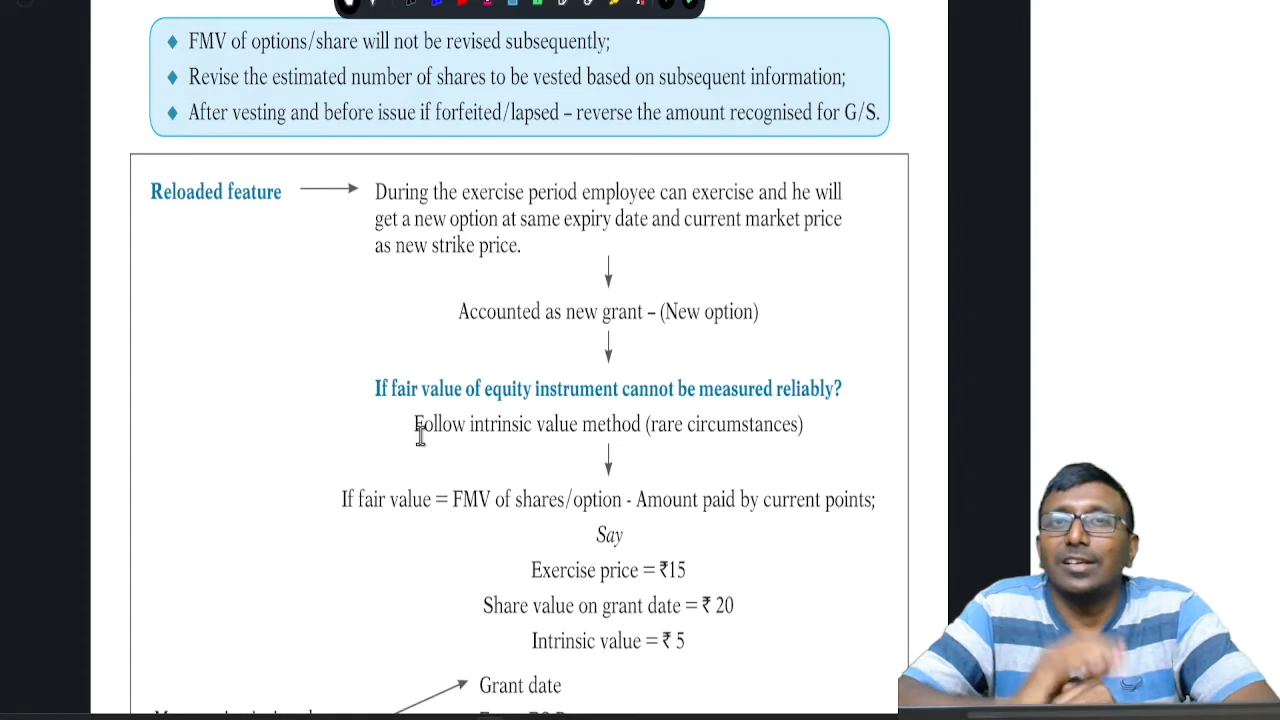 FMV of options/share will not be revised subsequently;
Revise the estimated number of shares to be vested based on subsequent information;
After vesting and before issue if forfeited/lapsed – reverse the amount recognised for G/S.
Reloaded feature
During the exercise period employee can exercise and he will
get a new option at same expiry date and current market price
as new strike price.
Accounted as new grant – (New option)
If fair value of equity instrument cannot be measured reliably?
Follow intrinsic value method (rare circumstances)
If fair value = FMV of shares/option - Amount paid by current points;
Say
Exercise price = ₹15
Share value on grant date = ₹ 20
Intrinsic value = ₹ 5
Grant date